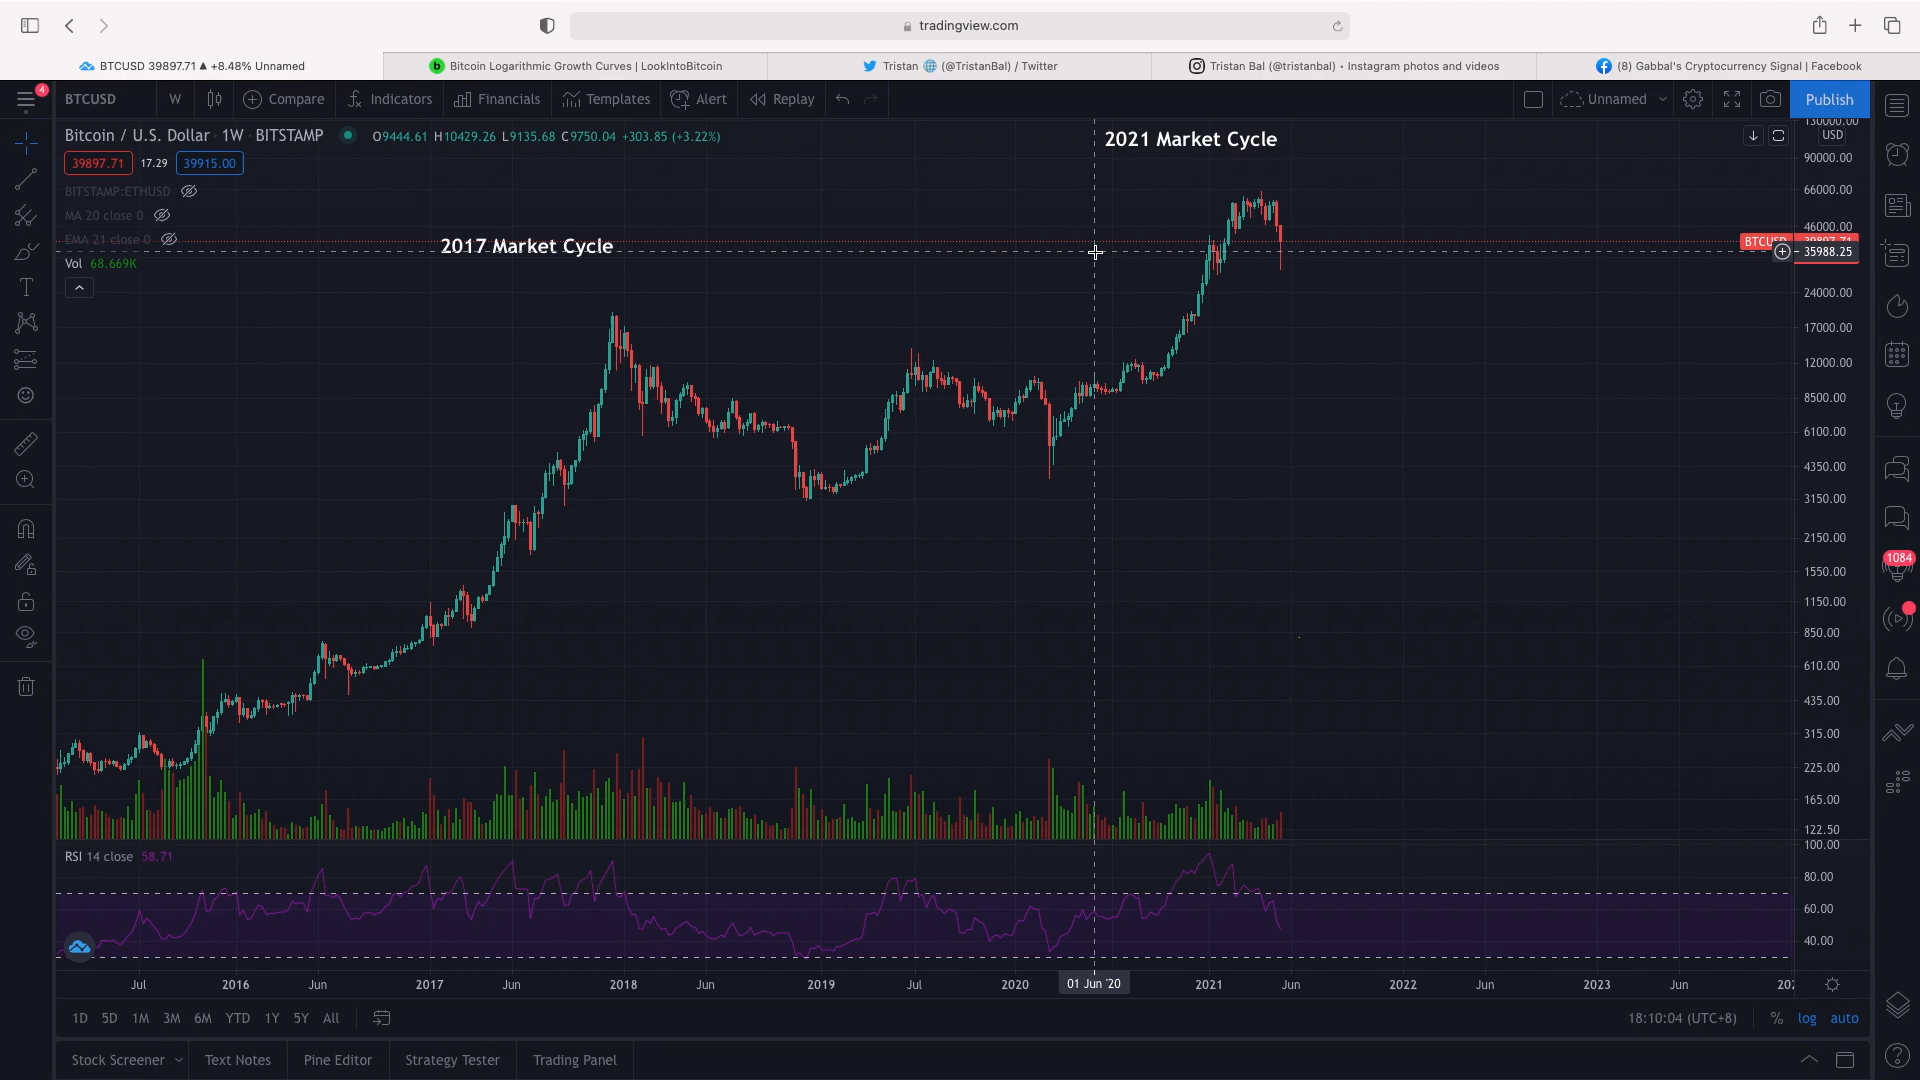 tradingview.com
BTCUSD 39897.71 ▲ +8.48% Unnamed
Bitcoin Logarithmic Growth Curves | LookIntoBitcoin
Tristan 🌐 (@TristanBal) / Twitter
Tristan Bal (@tristanbal) • Instagram photos and videos
(8) Gabbal's Cryptocurrency Signal | Facebook
4
BTCUSD
W
Compare
Indicators
Financials
Templates
Alert
Replay
Unnamed
Publish
Bitcoin / U.S. Dollar · 1W · BITSTAMP
O9444.61 H10429.26 L9135.68 C9750.04 +303.85 (+3.22%)
39897.71
17.29
39915.00
BITSTAMP:ETHUSD
MA 20 close 0
EMA 21 close 0
Vol 68.669K
2017 Market Cycle
2021 Market Cycle
130000.00
USD
90000.00
66000.00
46000.00
BTCUSD
39897.71
35988.25
24000.00
17000.00
12000.00
8500.00
6100.00
4350.00
3150.00
2150.00
1550.00
1150.00
850.00
610.00
435.00
315.00
225.00
165.00
122.50
1084
RSI 14 close 58.71
100.00
80.00
60.00
40.00
Jul
2016
Jun
2017
Jun
2018
Jun
2019
Jul
2020
01 Jun '20
2021
Jun
2022
Jun
2023
Jun
202
1D 5D 1M 3M 6M YTD 1Y 5Y All
18:10:04 (UTC+8)
%
log
auto
Stock Screener
Text Notes
Pine Editor
Strategy Tester
Trading Panel